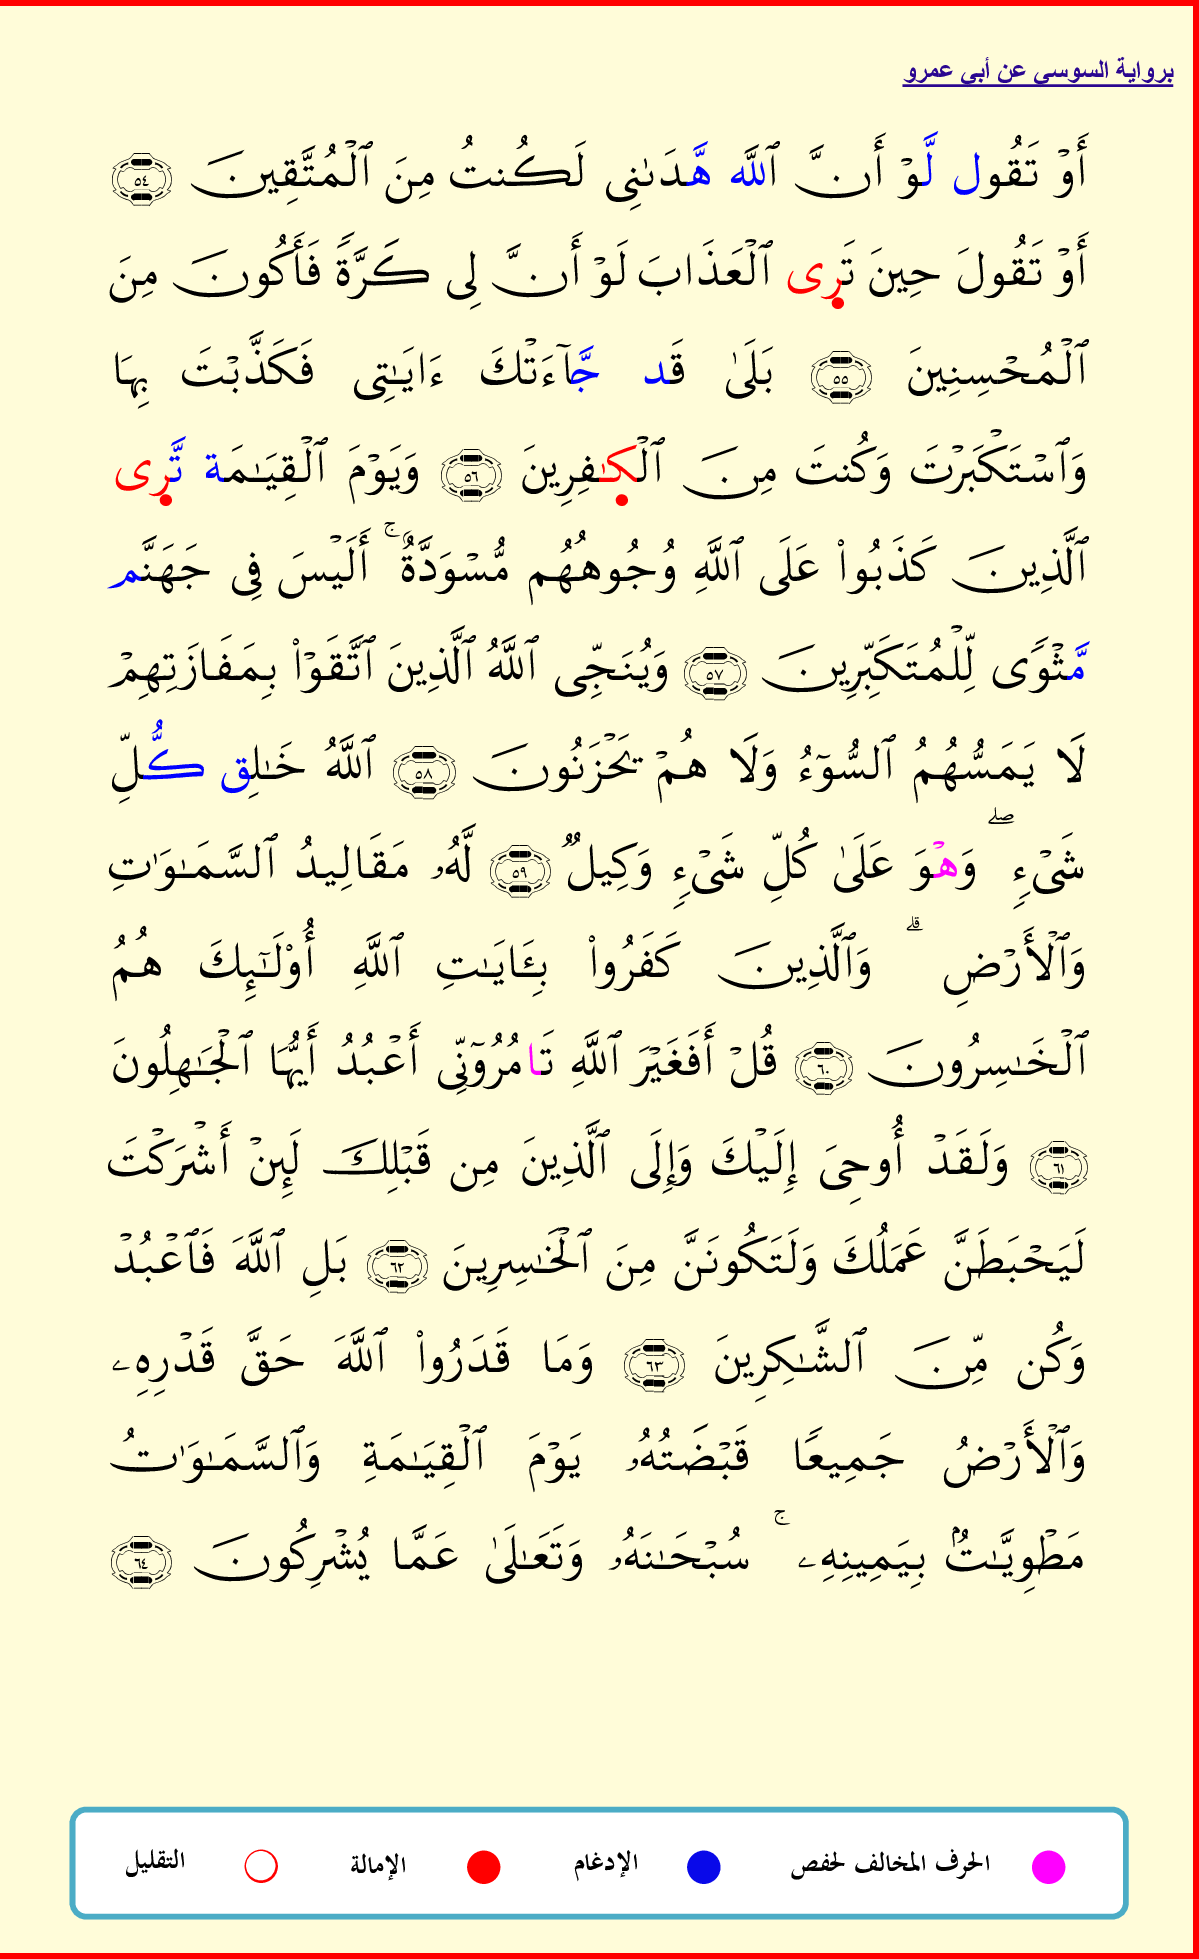 برواية السوسي عن أبي عمرو
أَوْ تَقُول لَّوْ أَنَّ ٱللَّه هَّدَىٰنِى لَكُنتُ مِنَ ٱلْمُتَّقِينَ ٥٤
أَوْ تَقُولَ حِينَ تَرِى ٱلْعَذَابَ لَوْ أَنَّ لِى كَرَّةً فَأَكُونَ مِنَ
ٱلْمُحْسِنِينَ ٥٥ بَلَىٰ قَد جَّآءَتْكَ ءَايَٰتِى فَكَذَّبْتَ بِهَا
وَٱسْتَكْبَرْتَ وَكُنتَ مِنَ ٱلْكَٰفِرِينَ ٥٦ وَيَوْمَ ٱلْقِيَٰمَة تَّرِى
ٱلَّذِينَ كَذَبُوا۟ عَلَى ٱللَّهِ وُجُوهُهُم مُّسْوَدَّةٌ ۚ أَلَيْسَ فِى جَهَنَّم
مَّثْوًى لِّلْمُتَكَبِّرِينَ ٥٧ وَيُنَجِّى ٱللَّهُ ٱلَّذِينَ ٱتَّقَوْا۟ بِمَفَازَتِهِمْ
لَا يَمَسُّهُمُ ٱلسُّوٓءُ وَلَا هُمْ يَحْزَنُونَ ٥٨ ٱللَّهُ خَٰلِق كُّلِّ
شَىْءٍ ۖ وَهْوَ عَلَىٰ كُلِّ شَىْءٍ وَكِيلٌ ٥٩ لَّهُۥ مَقَالِيدُ ٱلسَّمَٰوَٰتِ
وَٱلْأَرْضِ ۗ وَٱلَّذِينَ كَفَرُوا۟ بِـَٔايَٰتِ ٱللَّهِ أُو۟لَٰٓئِكَ هُمُ
ٱلْخَٰسِرُونَ ٦٠ قُلْ أَفَغَيْرَ ٱللَّهِ تَامُرُوٓنِّى أَعْبُدُ أَيُّهَا ٱلْجَٰهِلُونَ
٦١ وَلَقَدْ أُوحِىَ إِلَيْكَ وَإِلَى ٱلَّذِينَ مِن قَبْلِكَ لَئِنْ أَشْرَكْتَ
لَيَحْبَطَنَّ عَمَلُكَ وَلَتَكُونَنَّ مِنَ ٱلْخَٰسِرِينَ ٦٢ بَلِ ٱللَّهَ فَٱعْبُدْ
وَكُن مِّنَ ٱلشَّٰكِرِينَ ٦٣ وَمَا قَدَرُوا۟ ٱللَّهَ حَقَّ قَدْرِهِۦ
وَٱلْأَرْضُ جَمِيعًا قَبْضَتُهُۥ يَوْمَ ٱلْقِيَٰمَةِ وَٱلسَّمَٰوَٰتُ
مَطْوِيَّٰتٌۢ بِيَمِينِهِۦ ۚ سُبْحَٰنَهُۥ وَتَعَٰلَىٰ عَمَّا يُشْرِكُونَ ٦٤
الحرف المخالف لحفص الإدغام الإمالة التقليل